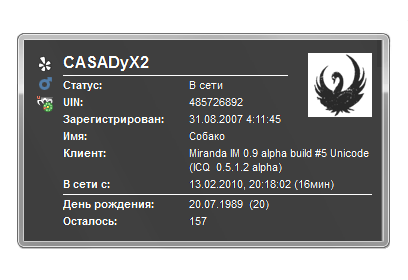 CASADyX2
Статус: В сети
UIN: 485726892
Зарегистрирован: 31.08.2007 4:11:45
Имя: Собако
Клиент: Miranda IM 0.9 alpha build #5 Unicode
(ICQ 0.5.1.2 alpha)
В сети с: 13.02.2010, 20:18:02 (16мин)
День рождения: 20.07.1989 (20)
Осталось: 157